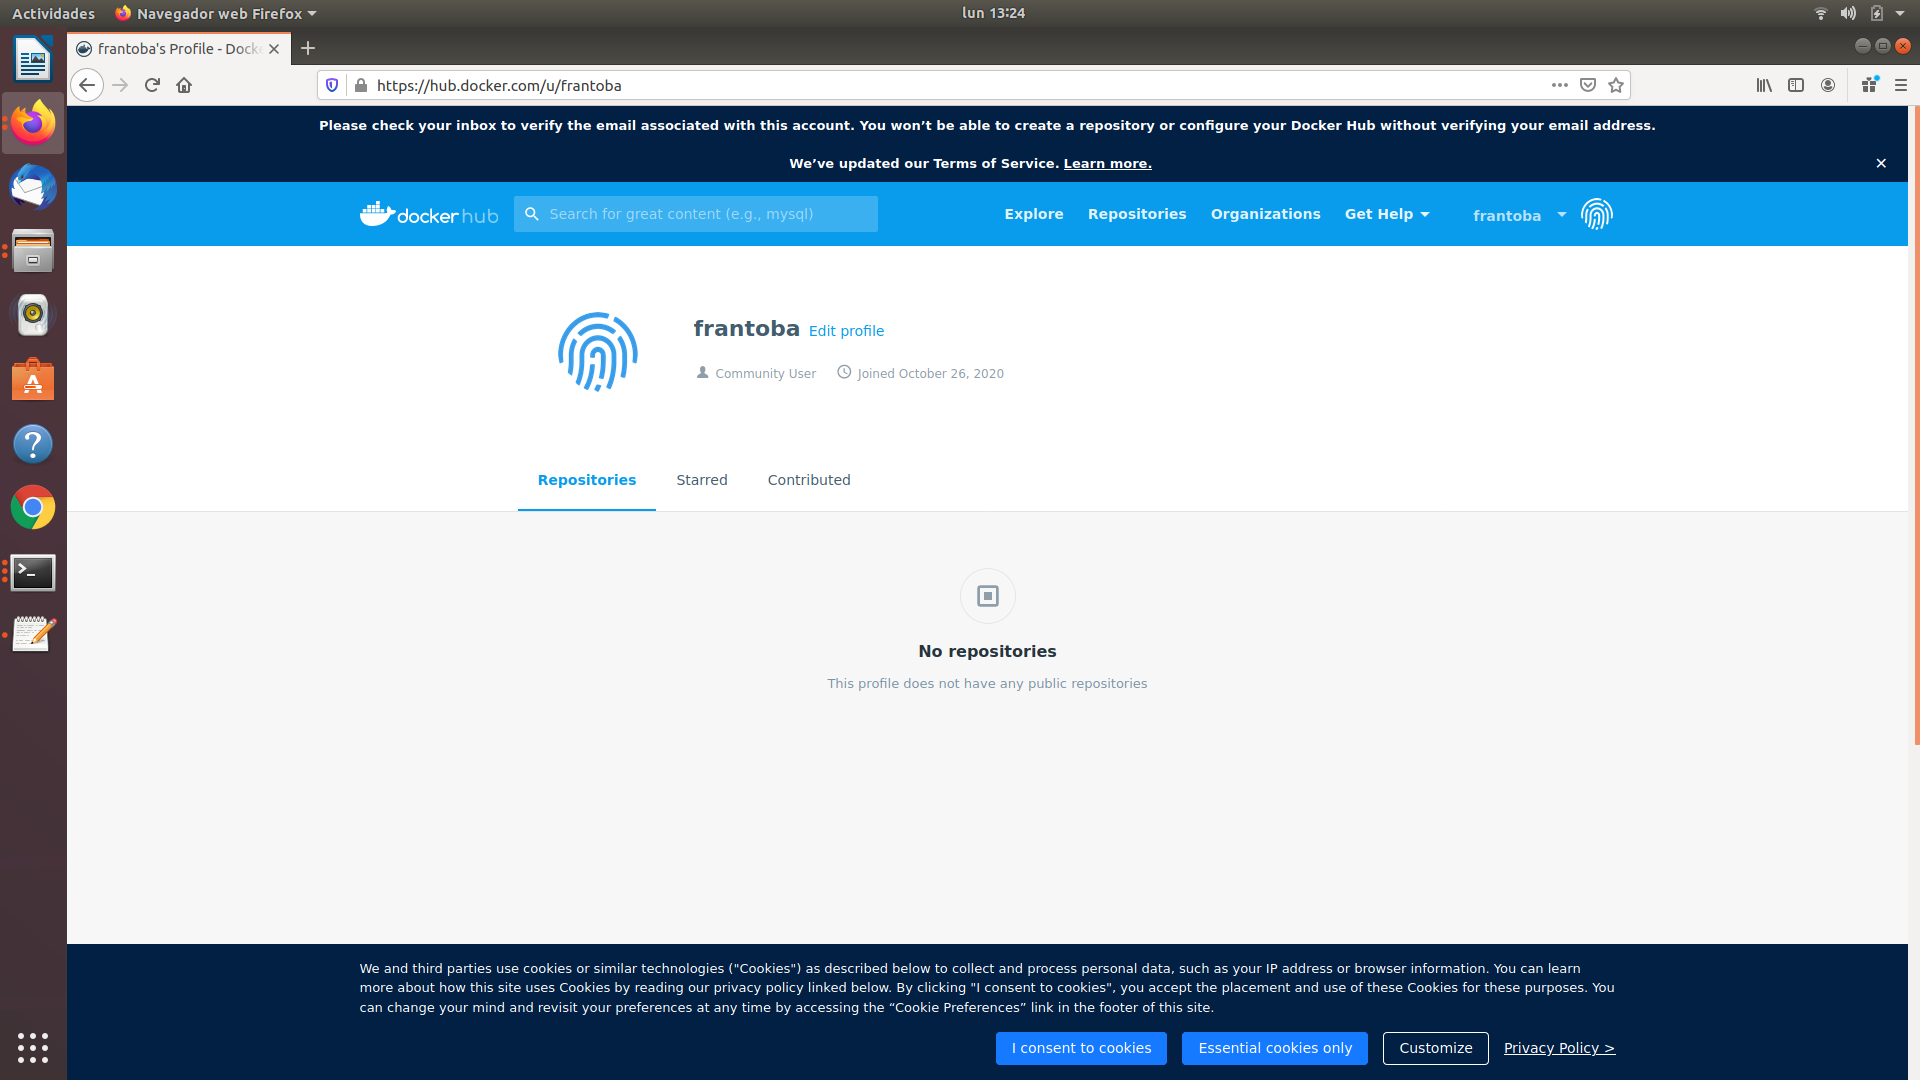 Actividades
Navegador web Firefox
lun 13:24
frantoba's Profile - Docke
https://hub.docker.com/u/frantoba
Please check your inbox to verify the email associated with this account. You won’t be able to create a repository or configure your Docker Hub without verifying your email address.
We’ve updated our Terms of Service. Learn more.
docker hub
Search for great content (e.g., mysql)
Explore
Repositories
Organizations
Get Help
frantoba
frantoba Edit profile
Community User
Joined October 26, 2020
Repositories
Starred
Contributed
No repositories
This profile does not have any public repositories
We and third parties use cookies or similar technologies ("Cookies") as described below to collect and process personal data, such as your IP address or browser information. You can learn
more about how this site uses Cookies by reading our privacy policy linked below. By clicking "I consent to cookies", you accept the placement and use of these Cookies for these purposes. You
can change your mind and revisit your preferences at any time by accessing the “Cookie Preferences” link in the footer of this site.
I consent to cookies
Essential cookies only
Customize
Privacy Policy >